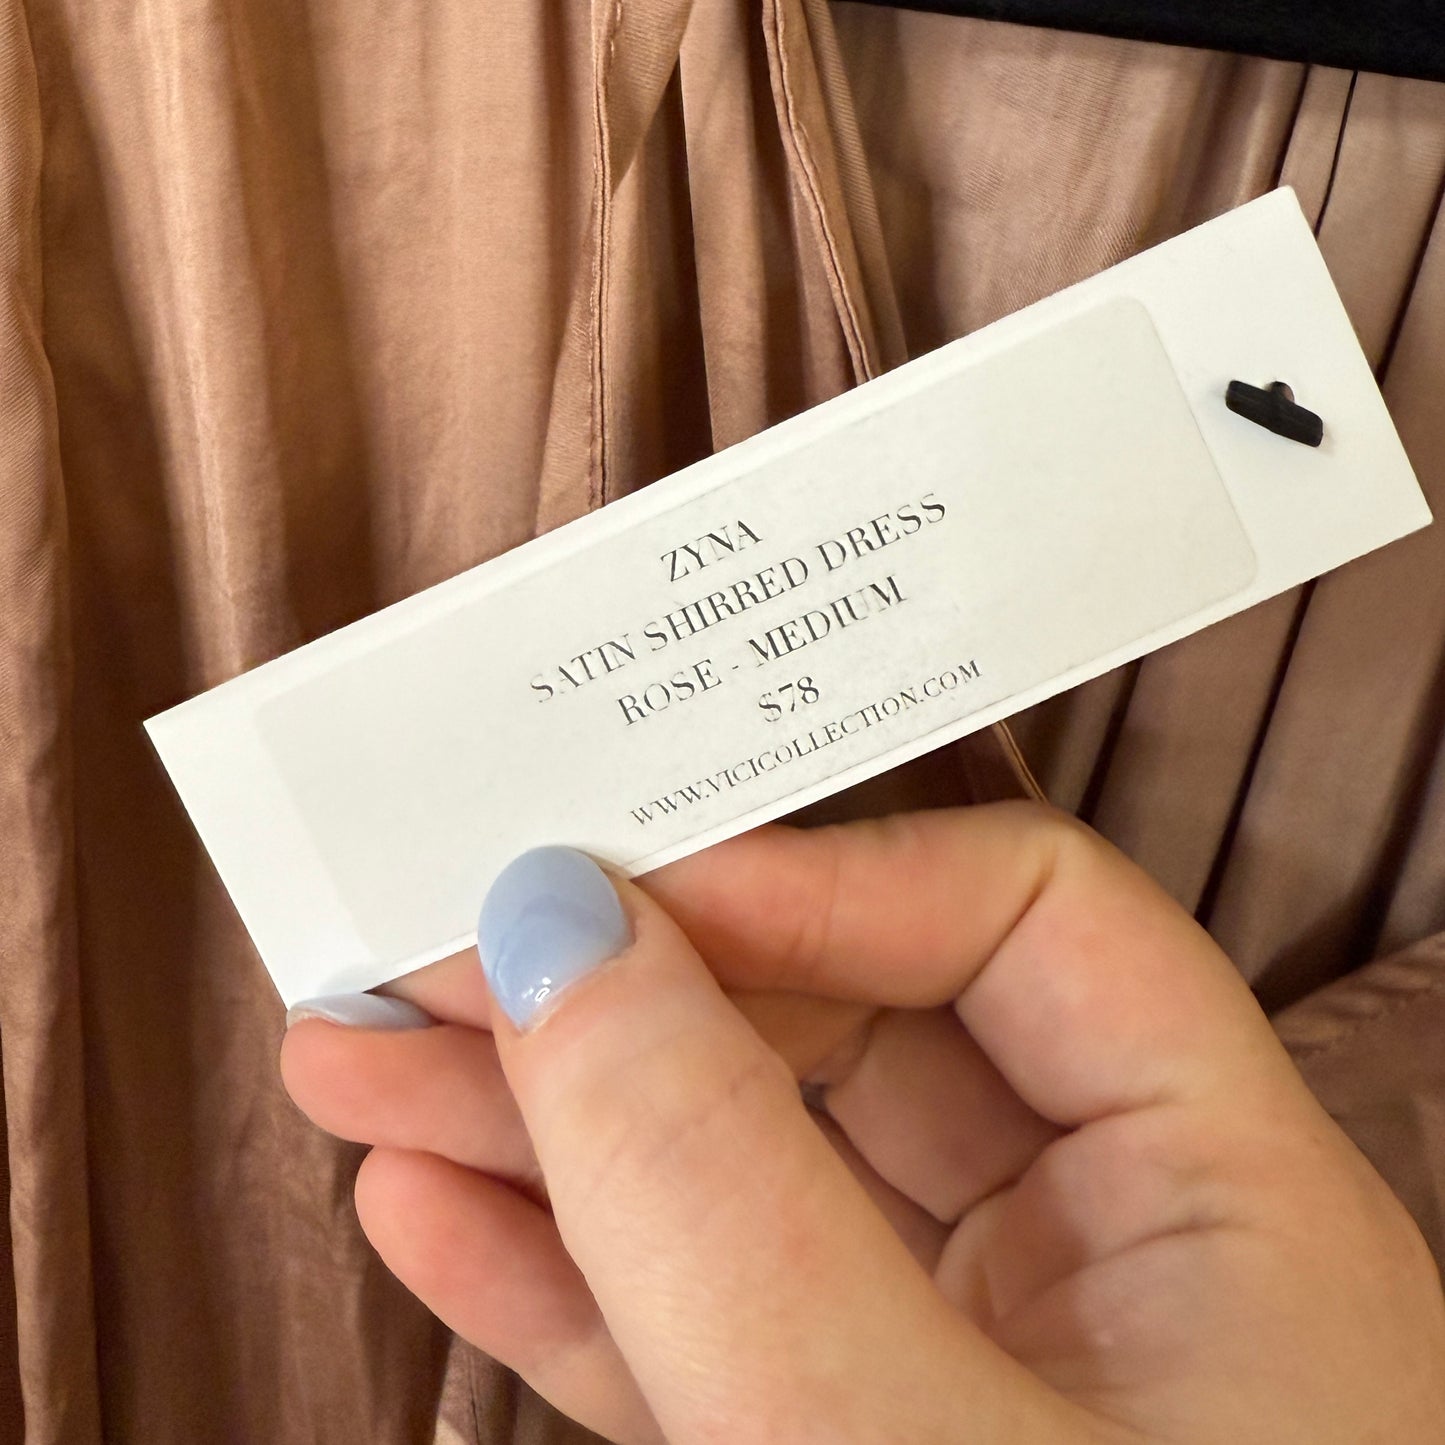 ZYNA
SATIN SHIRRED DRESS
ROSE - MEDIUM
$78
WWW.VICICOLLECTION.COM